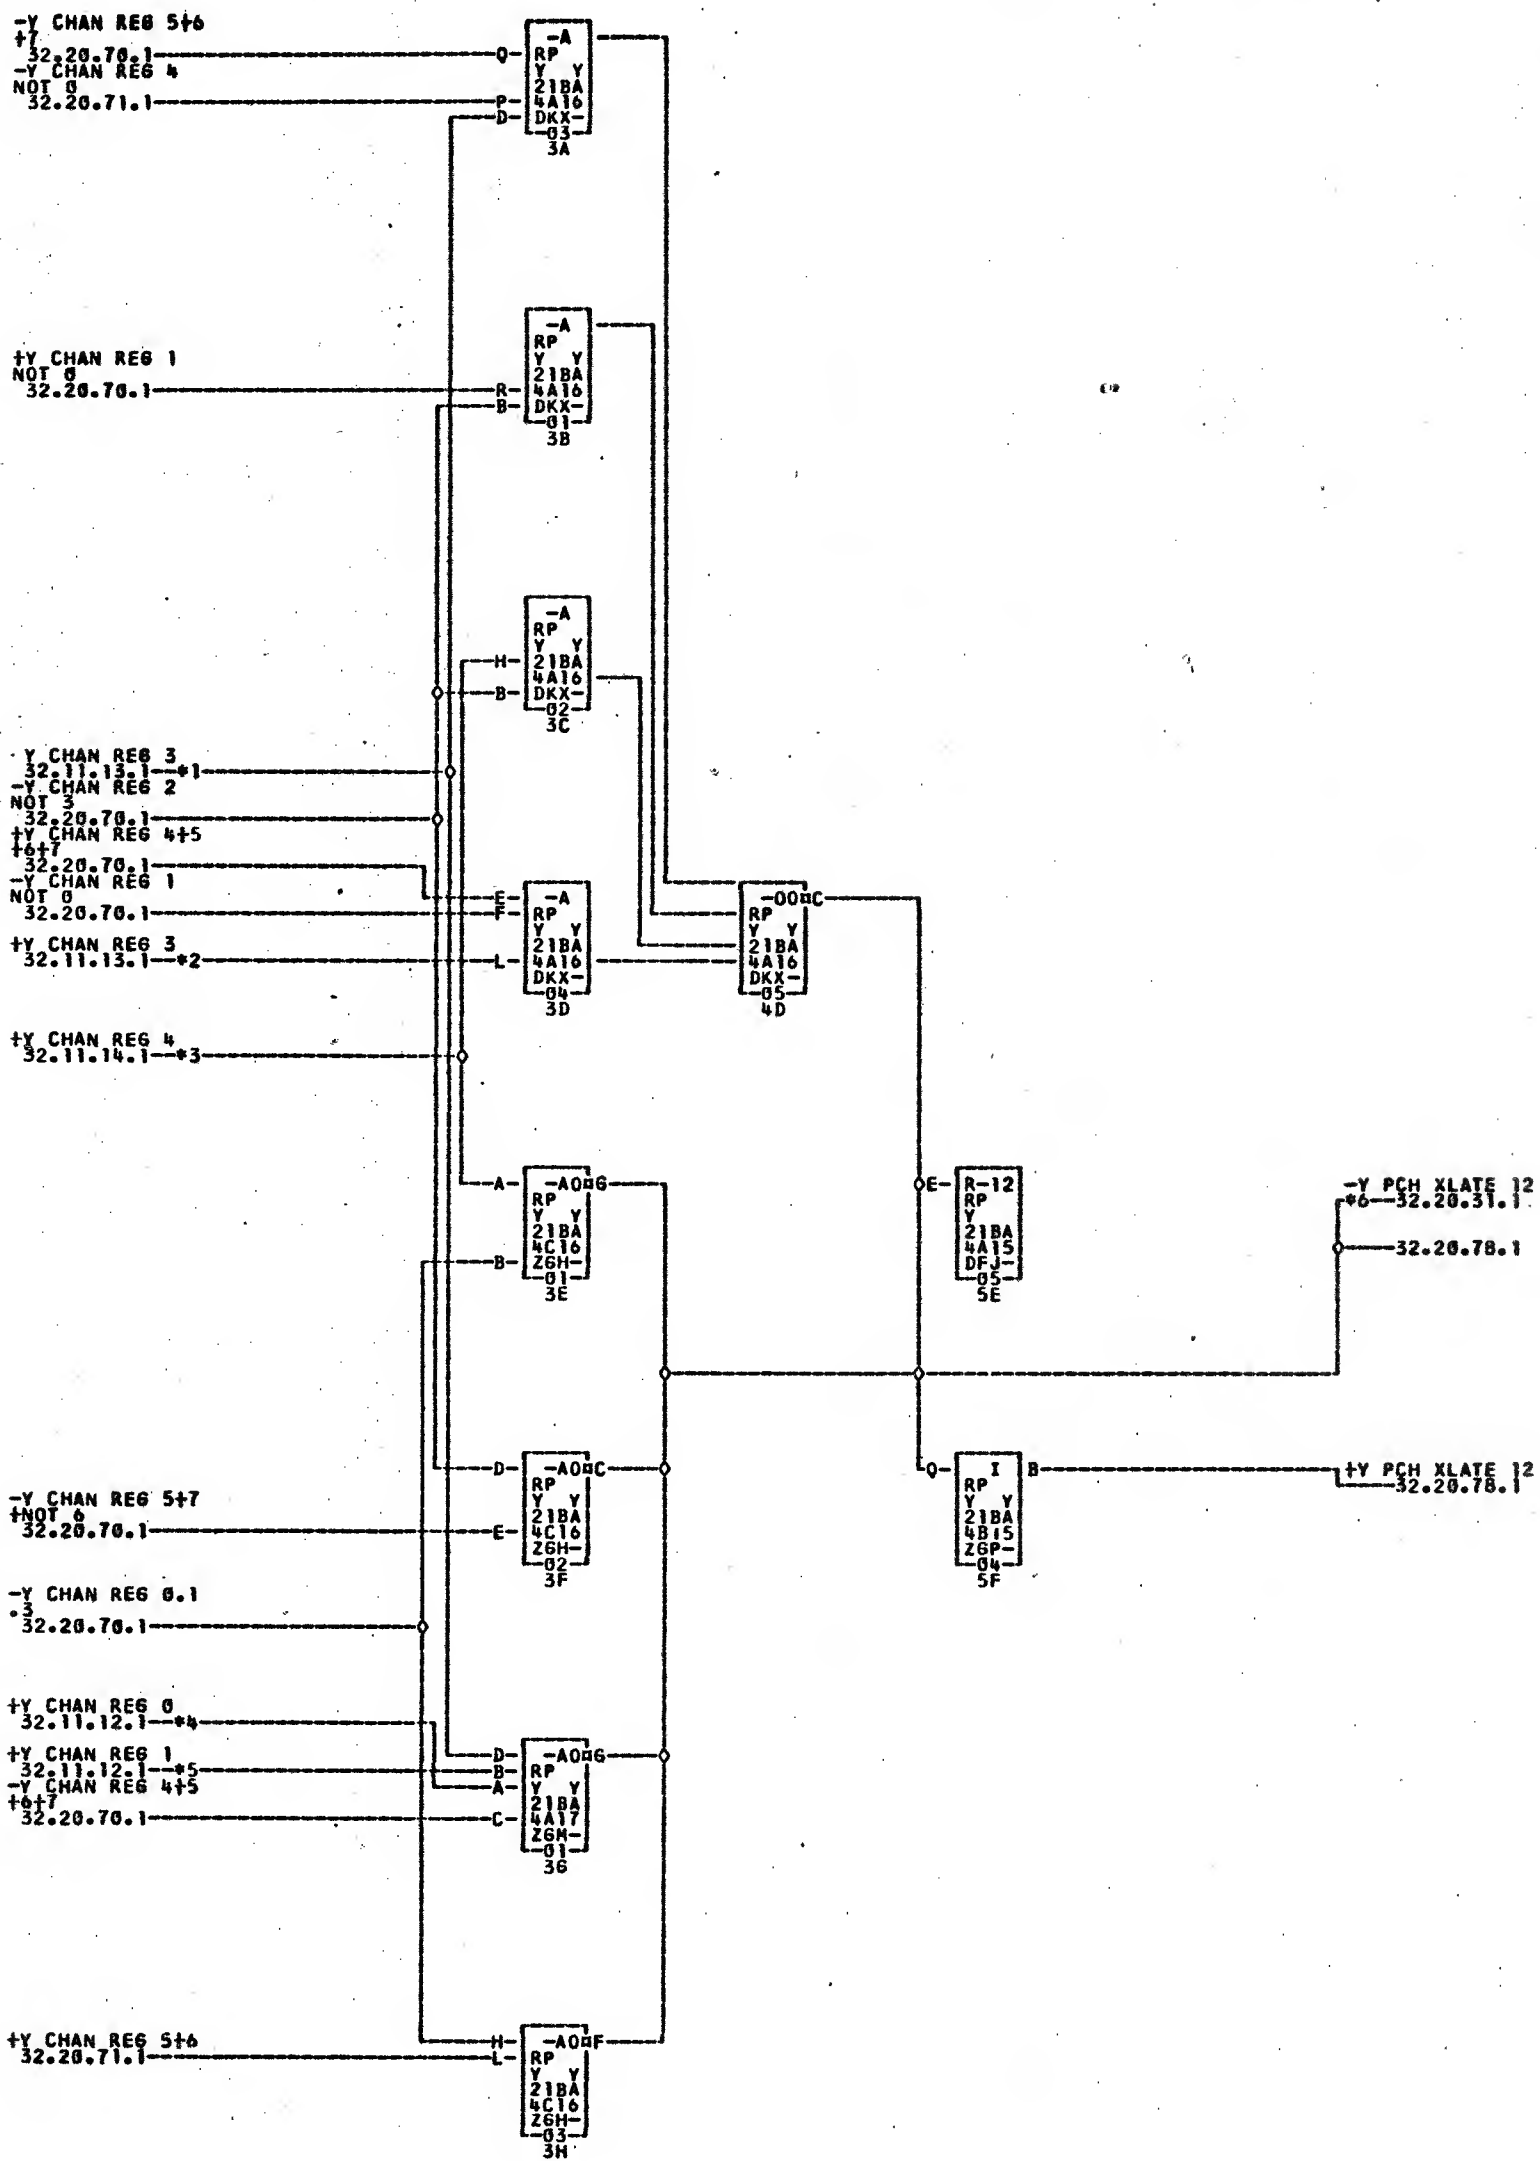 -Y CHAN REG 5+6
+7
32.20.70.1
-Y CHAN REG 4
NOT 0
32.20.71.1
Q
P
D
-A
RP
Y Y
21BA
4A16
DKX-
03
3A
+Y CHAN REG 1
NOT 0
32.20.70.1
R
B
-A
RP
Y Y
21BA
4A16
DKX-
01
3B
H
B
-A
RP
Y Y
21BA
4A16
DKX-
02
3C
Y CHAN REG 3
32.11.13.1--*1
-Y CHAN REG 2
NOT 3
32.20.70.1
+Y CHAN REG 4+5
+6+7
32.20.70.1
-Y CHAN REG 1
NOT 0
32.20.70.1
+Y CHAN REG 3
32.11.13.1--*2
E
F
L
-A
RP
Y Y
21BA
4A16
DKX-
04
3D
-OO C
RP
Y Y
21BA
4A16
DKX-
05
4D
+Y CHAN REG 4
32.11.14.1--*3
A
B
-AO G
RP
Y Y
21BA
4C16
ZGH-
01
3E
E
R-12
RP
Y
21BA
4A15
DFJ-
05
5E
-Y PCH XLATE 12
*6--32.20.31.1
32.20.78.1
-Y CHAN REG 5+7
+NOT 6
32.20.70.1
D
E
-AO C
RP
Y Y
21BA
4C16
ZGH-
02
3F
Q
I B
RP
Y Y
21BA
4B15
ZGP-
04
5F
+Y PCH XLATE 12
32.20.78.1
-Y CHAN REG 0.1
.3
32.20.70.1
+Y CHAN REG 0
32.11.12.1--*4
+Y CHAN REG 1
32.11.12.1--*5
-Y CHAN REG 4+5
+6+7
32.20.70.1
D
B
A
C
-AO G
RP
Y Y
21BA
4A17
ZGM-
01
3G
+Y CHAN REG 5+6
32.20.71.1
H
L
-AO F
RP
Y Y
21BA
4C16
ZGH-
03
3H